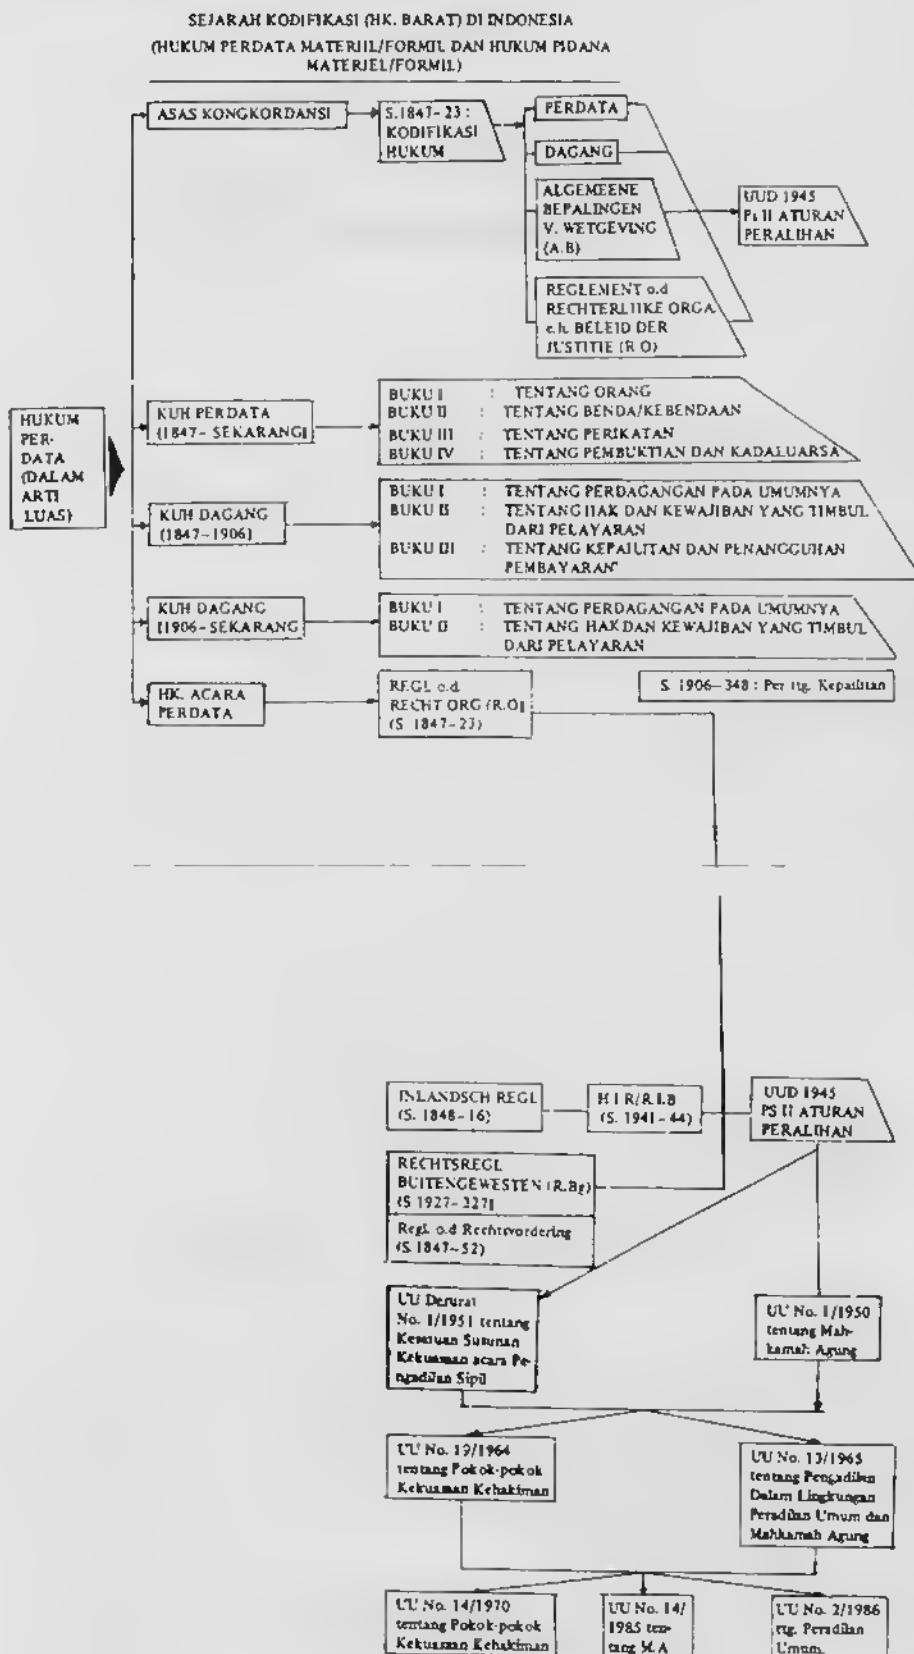 SEJARAH KODIFIKASI (HK. BARAT) DI INDONESIA
(HUKUM PERDATA MATERIIL/FORMIL DAN HUKUM PIDANA
MATERIEL/FORMIL)
ASAS KONGKORDANSI
S.1847-23 :
KODIFIKASI
HUKUM
PERDATA
DAGANG
ALGEMEENE
BEPALINGEN
V. WETGEVING
(A.B)
UUD 1945
Ps II ATURAN
PERALIHAN
REGLEMENT o.d
RECHTERLIIKE ORGA
e.h. BELEID DER
JUSTITIE (R O)
HUKUM
PER-
DATA
(DALAM
ARTI
LUAS)
KUH PERDATA
(1847- SEKARANG]
BUKU I : TENTANG ORANG
BUKU II : TENTANG BENDA/KEBENDAAN
BUKU III : TENTANG PERIKATAN
BUKU IV : TENTANG PEMBUKTIAN DAN KADALUARSA
KUH DAGANG
(1847-1906]
BUKU I : TENTANG PERDAGANGAN PADA UMUMNYA
BUKU II : TENTANG HAK DAN KEWAJIBAN YANG TIMBUL
DARI PELAYARAN
BUKU III : TENTANG KEPAILITAN DAN PENANGGUHAN
PEMBAYARAN"
KUH DAGANG
[1906-SEKARANG
BUKU I : TENTANG PERDAGANGAN PADA UMUMNYA
BUKU II : TENTANG HAK DAN KEWAJIBAN YANG TIMBUL
DARI PELAYARAN
HK. ACARA
PERDATA
REGL o.d
RECHT ORG (R.O]
(S 1847-23)
S. 1906-348 : Per ttg. Kepailitan
INLANDSCH REGL
(S. 1848-16)
H I R/R.I.B
(S. 1941-44)
UUD 1945
PS II ATURAN
PERALIHAN
RECHTSREGL
BUITENGEWESTEN (R.Bg)
(S 1927-227]
Regl. o.d Rechtsvordering
(S. 1847-52)
UU Derurat
No. 1/1951 tentang
Kesatuan Susunan
Kekuasaan acara Pe-
ngadilan Sipil
UU No. 1/1950
tentang Mah-
kamah Agung
UU No. 19/1964
tentang Pokok-pokok
Kekuasaan Kehakiman
UU No. 13/1965
tentang Pengadilan
Dalam Lingkungan
Peradilan Umum dan
Mahkamah Agung
UU No. 14/1970
tentang Pokok-pokok
Kekuasaan Kehakiman
UU No. 14/
1985 ten-
tang M.A
UU No. 2/1986
ttg. Peradilan
Umum.